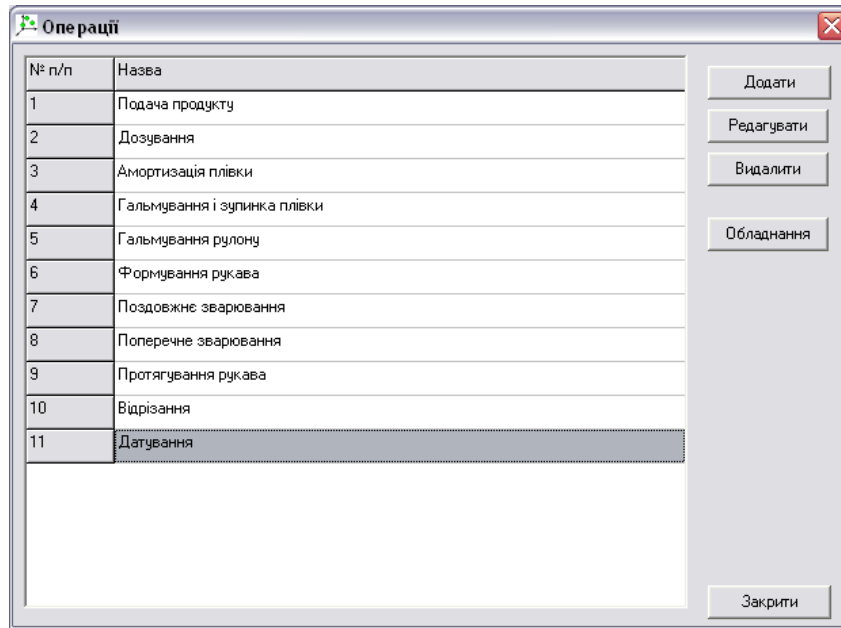 Операції
№ п/п Назва
1 Подача продукту
2 Дозування
3 Амортизація плівки
4 Гальмування і зупинка плівки
5 Гальмування рулону
6 Формування рукава
7 Поздовжнє зварювання
8 Поперечне зварювання
9 Протягування рукава
10 Відрізання
11 Датування
Додати
Редагувати
Видалити
Обладнання
Закрити